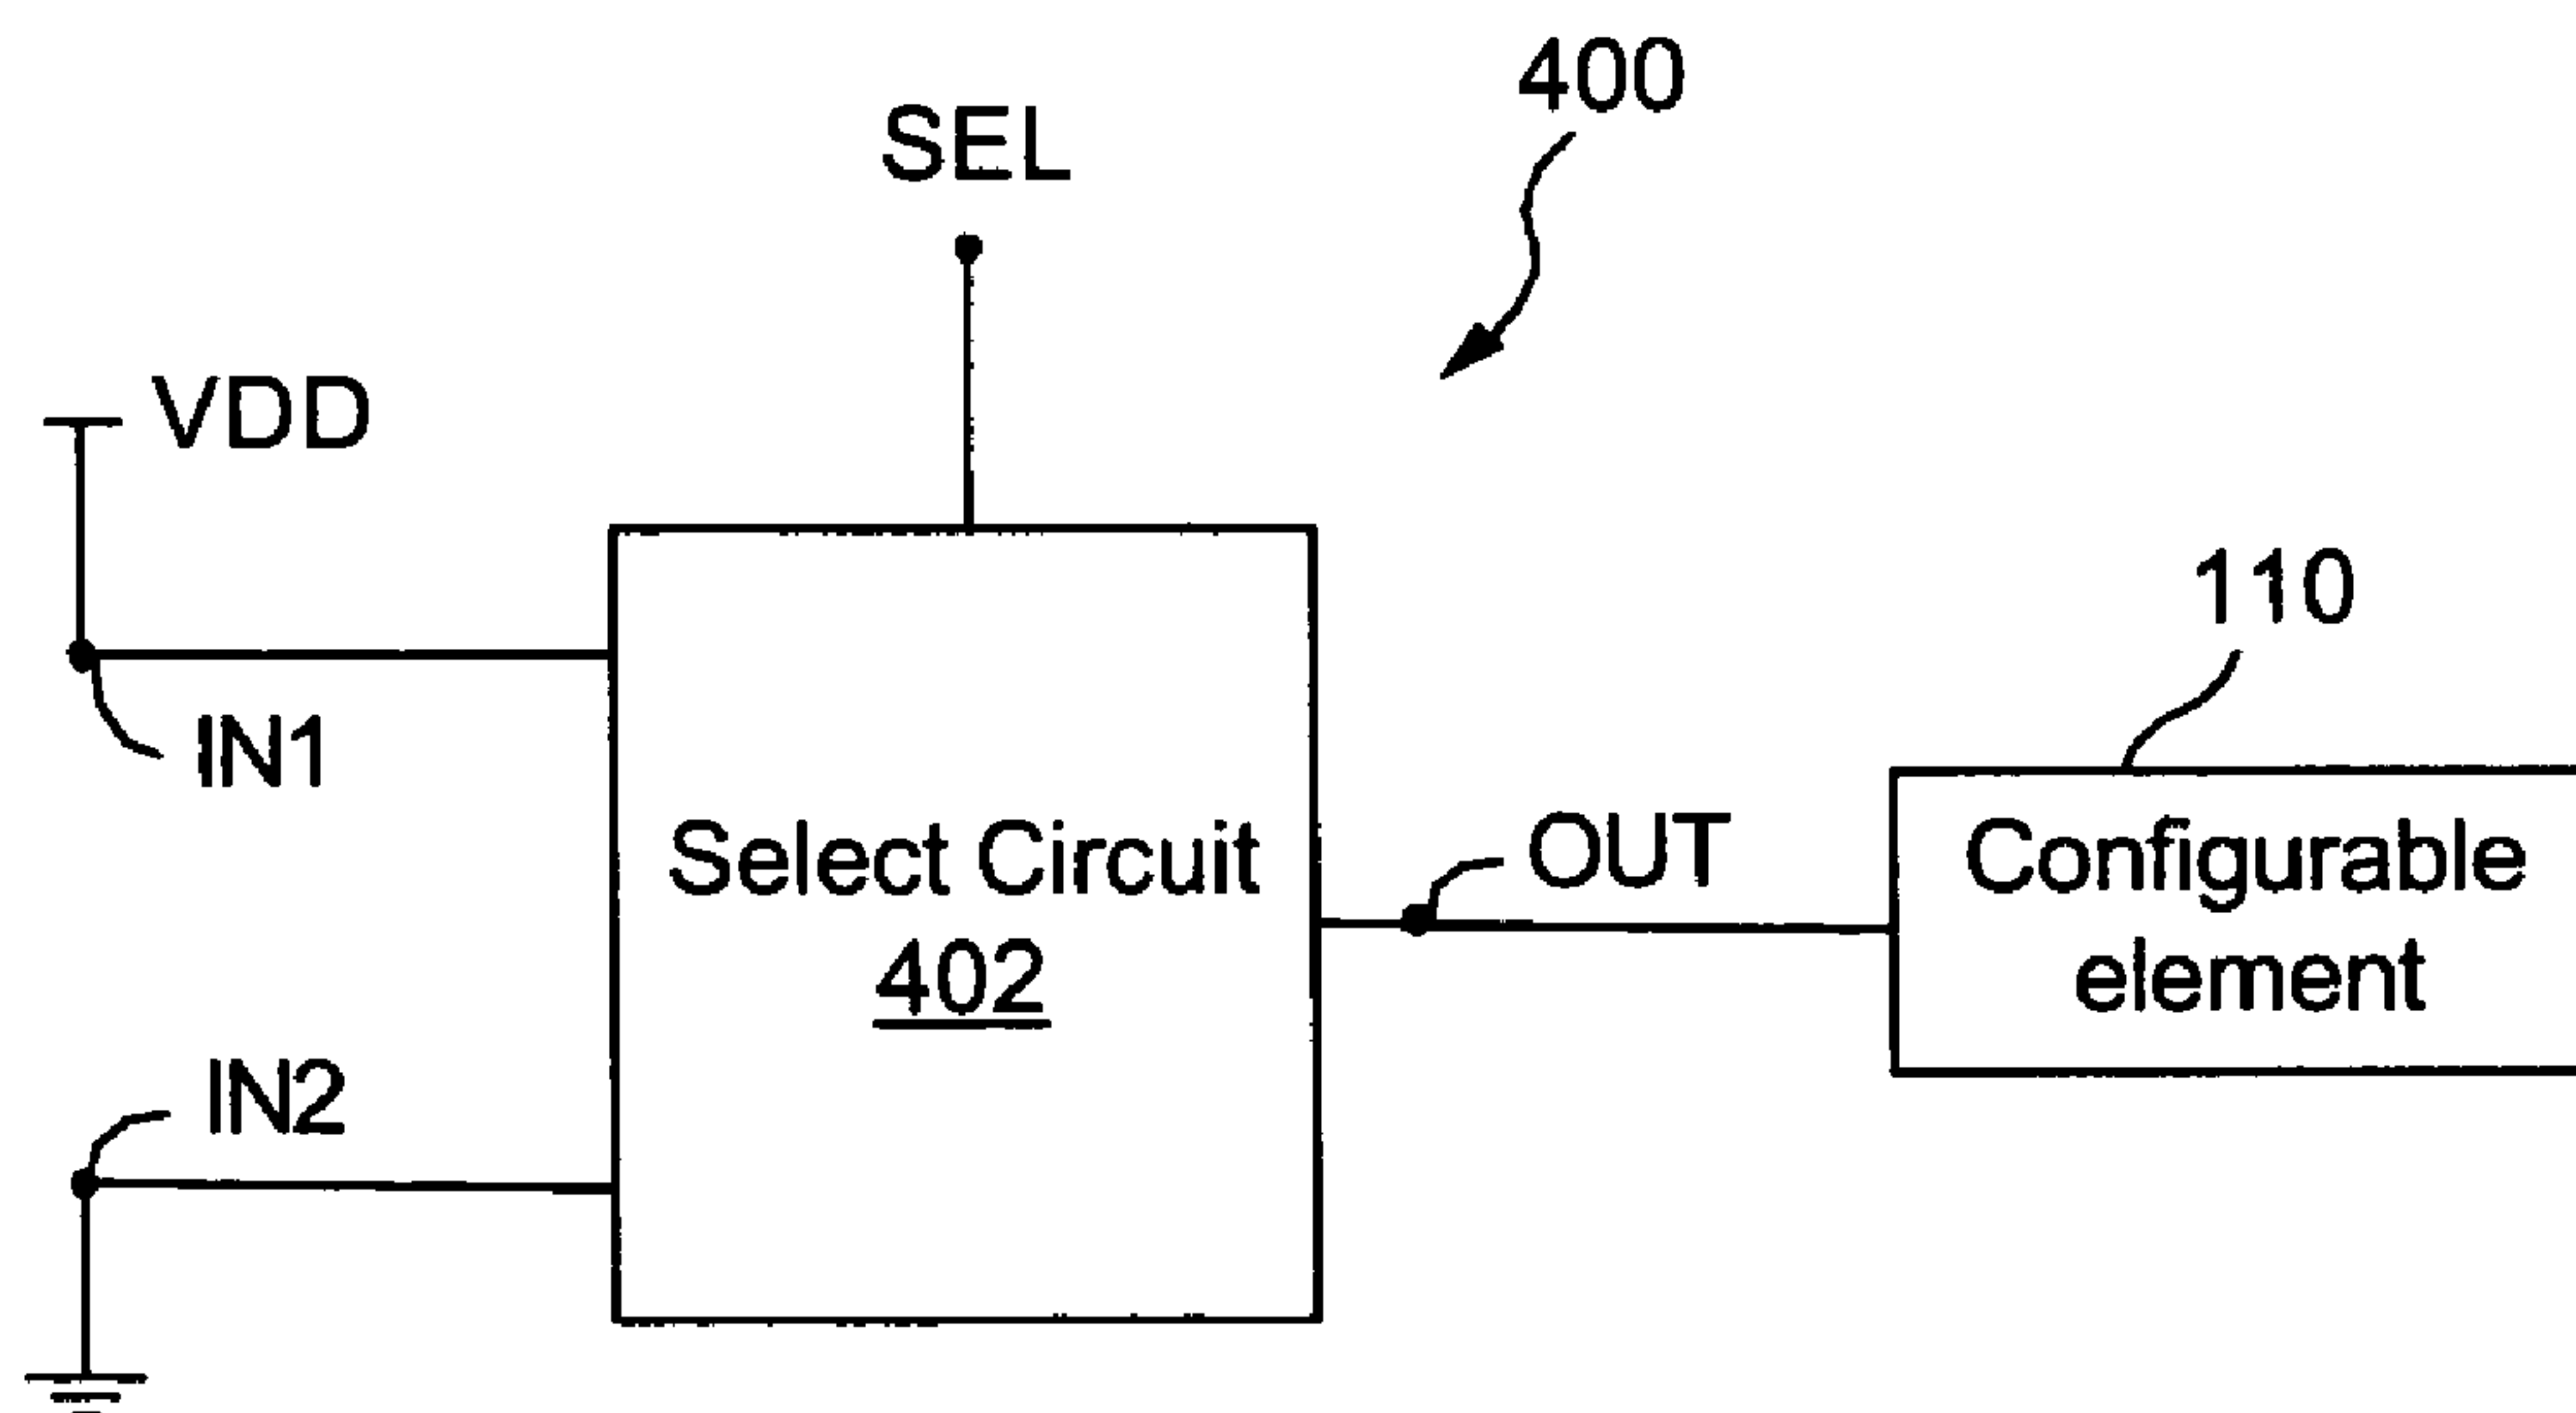 400
SEL
VDD
110
IN1
OUT
Select Circuit
402
Configurable
element
IN2